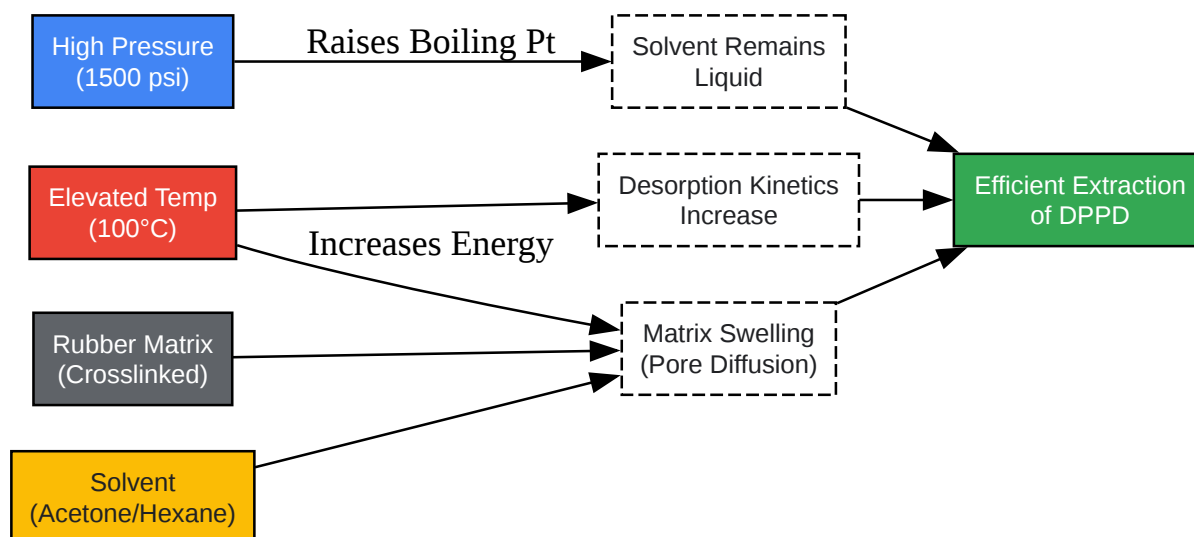 High Pressure
(1500 psi)
Raises Boiling Pt
Solvent Remains
Liquid
Elevated Temp
(100°C)
Increases Energy
Desorption Kinetics
Increase
Efficient Extraction
of DPPD
Rubber Matrix
(Crosslinked)
Matrix Swelling
(Pore Diffusion)
Solvent
(Acetone/Hexane)